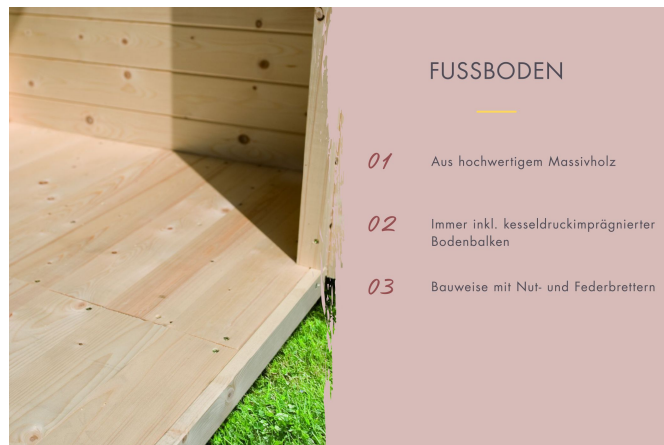 FUSSBODEN
01 Aus hochwertigem Massivholz
02 Immer inkl. kesseldruckimprägnierter
Bodenbalken
03 Bauweise mit Nut- und Federbrettern